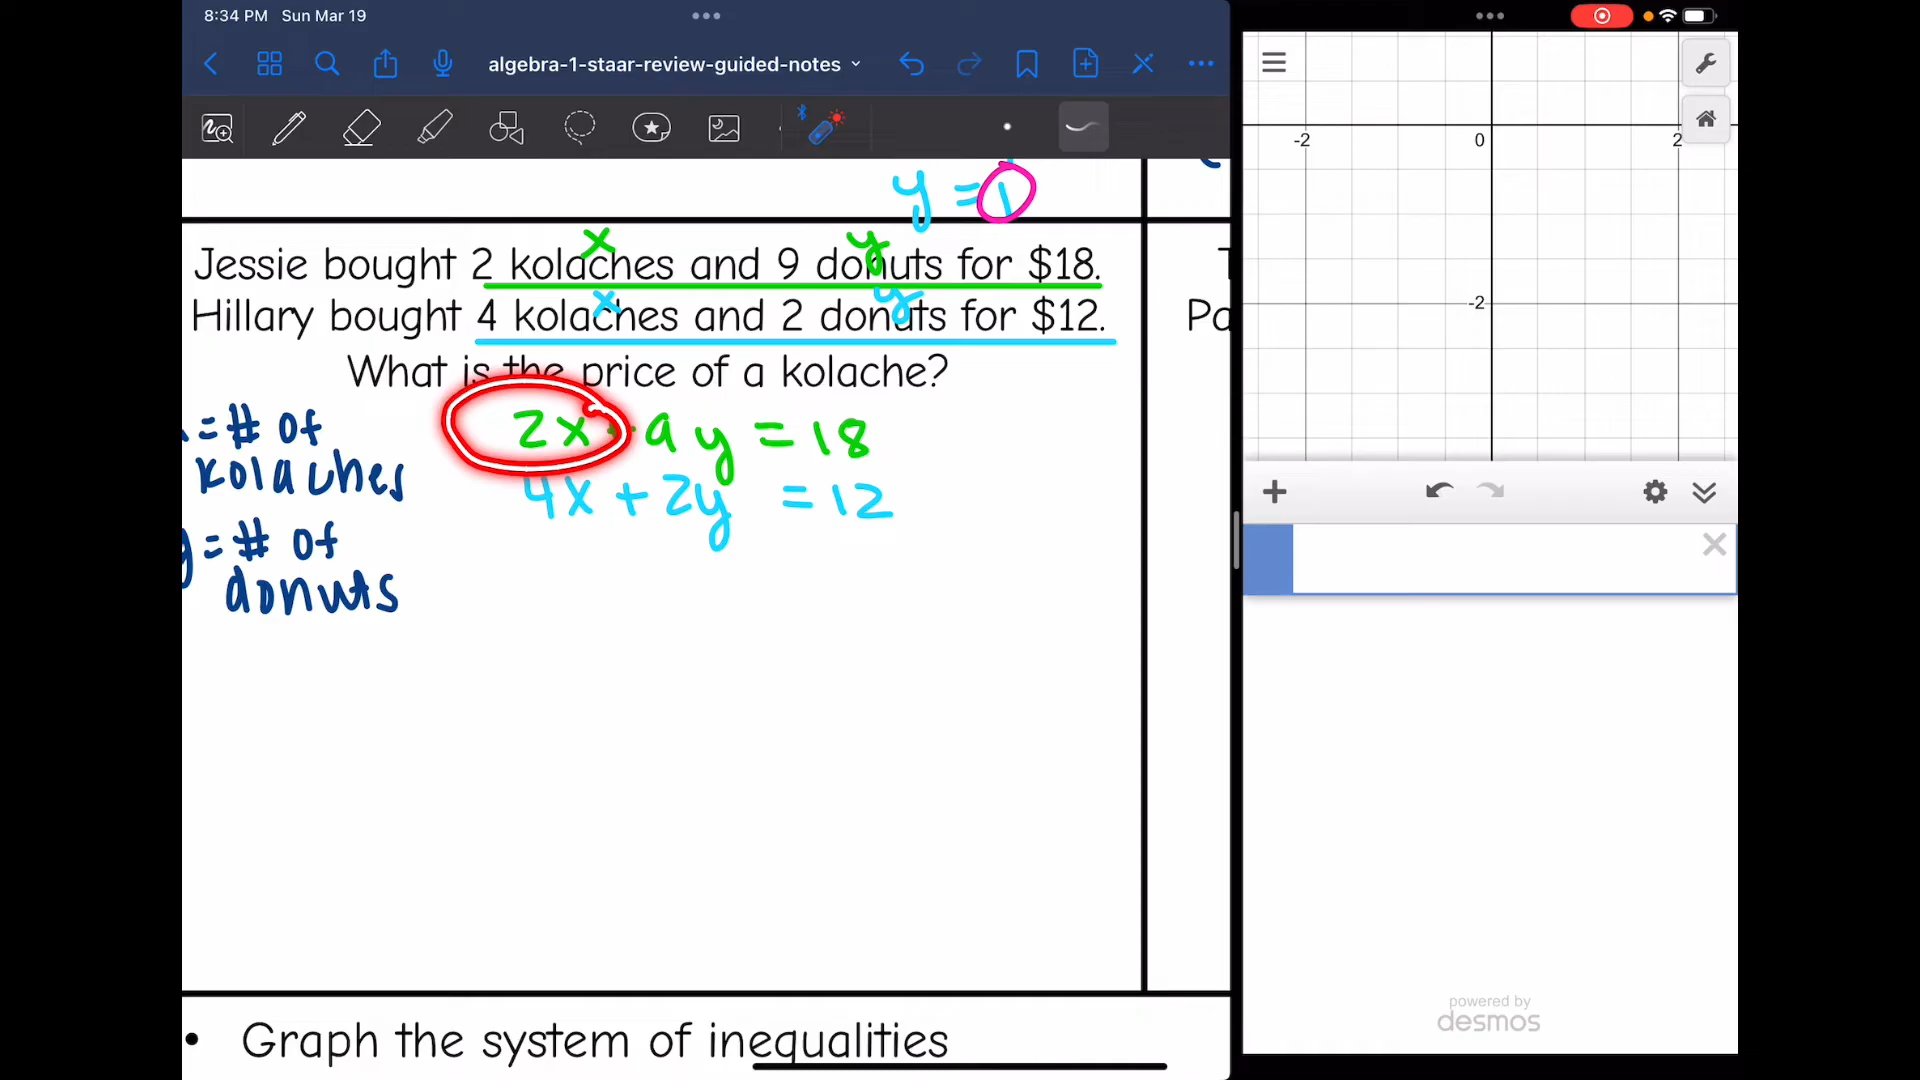 8:34 PM Sun Mar 19
algebra-1-staar-review-guided-notes
y = 1
x y
Jessie bought 2 kolaches and 9 donuts for $18.
x y
Hillary bought 4 kolaches and 2 donuts for $12.
What is the price of a kolache?
2x + 9y = 18
4x + 2y = 12
= # of
kolaches
y = # of
donuts
Graph the system of inequalities
-2 0 2
-2
powered by
desmos